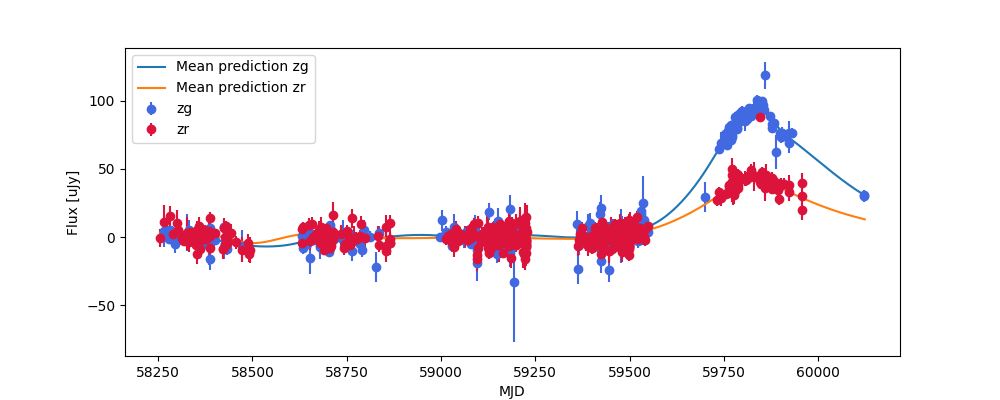 Mean prediction zg
Mean prediction zr
zg
zr
Flux [uJy]
100
50
0
−50
58250
58500
58750
59000
59250
59500
59750
60000
MJD